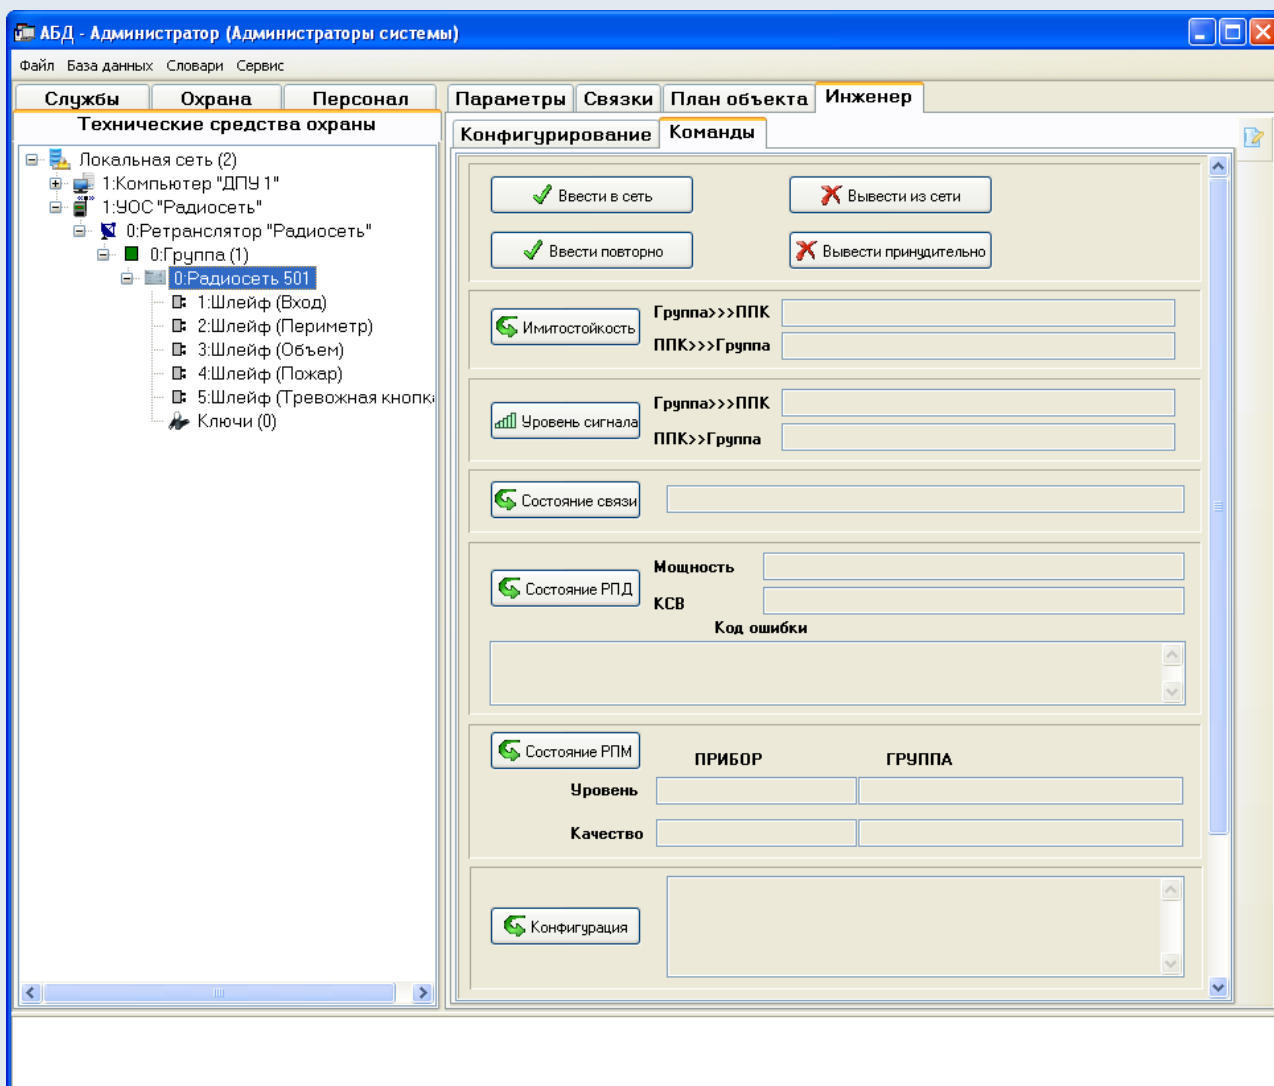 АБД - Администратор (Администраторы системы)
Файл База данных Словари Сервис
Службы Охрана Персонал
Технические средства охраны
Локальная сеть (2)
1:Компьютер "ДПУ 1"
1:УОС "Радиосеть"
0:Ретранслятор "Радиосеть"
0:Группа (1)
0:Радиосеть 501
1:Шлейф (Вход)
2:Шлейф (Периметр)
3:Шлейф (Объем)
4:Шлейф (Пожар)
5:Шлейф (Тревожная кнопк
Ключи (0)
Параметры Связки План объекта Инженер
Конфигурирование Команды
Ввести в сеть Вывести из сети
Ввести повторно Вывести принудительно
Имитостойкость
Группа>>>ППК
ППК>>>Группа
Уровень сигнала
Группа>>>ППК
ППК>>Группа
Состояние связи
Состояние РПД
Мощность
КСВ
Код ошибки
Состояние РПМ
ПРИБОР ГРУППА
Уровень
Качество
Конфигурация